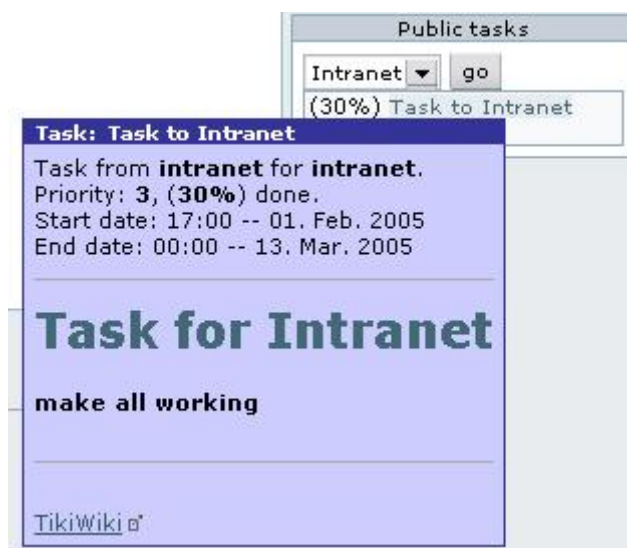 Public tasks
Intranet go
(30%) Task to Intranet
Task: Task to Intranet
Task from intranet for intranet.
Priority: 3, (30%) done.
Start date: 17:00 -- 01. Feb. 2005
End date: 00:00 -- 13. Mar. 2005
Task for Intranet
make all working
TikiWiki